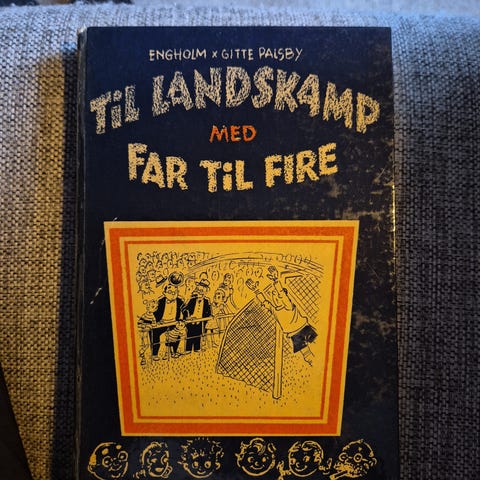 ENGHOLM x GITTE PALSBY
TiL LANDSKAMP
MED
FAR TiL FIRE